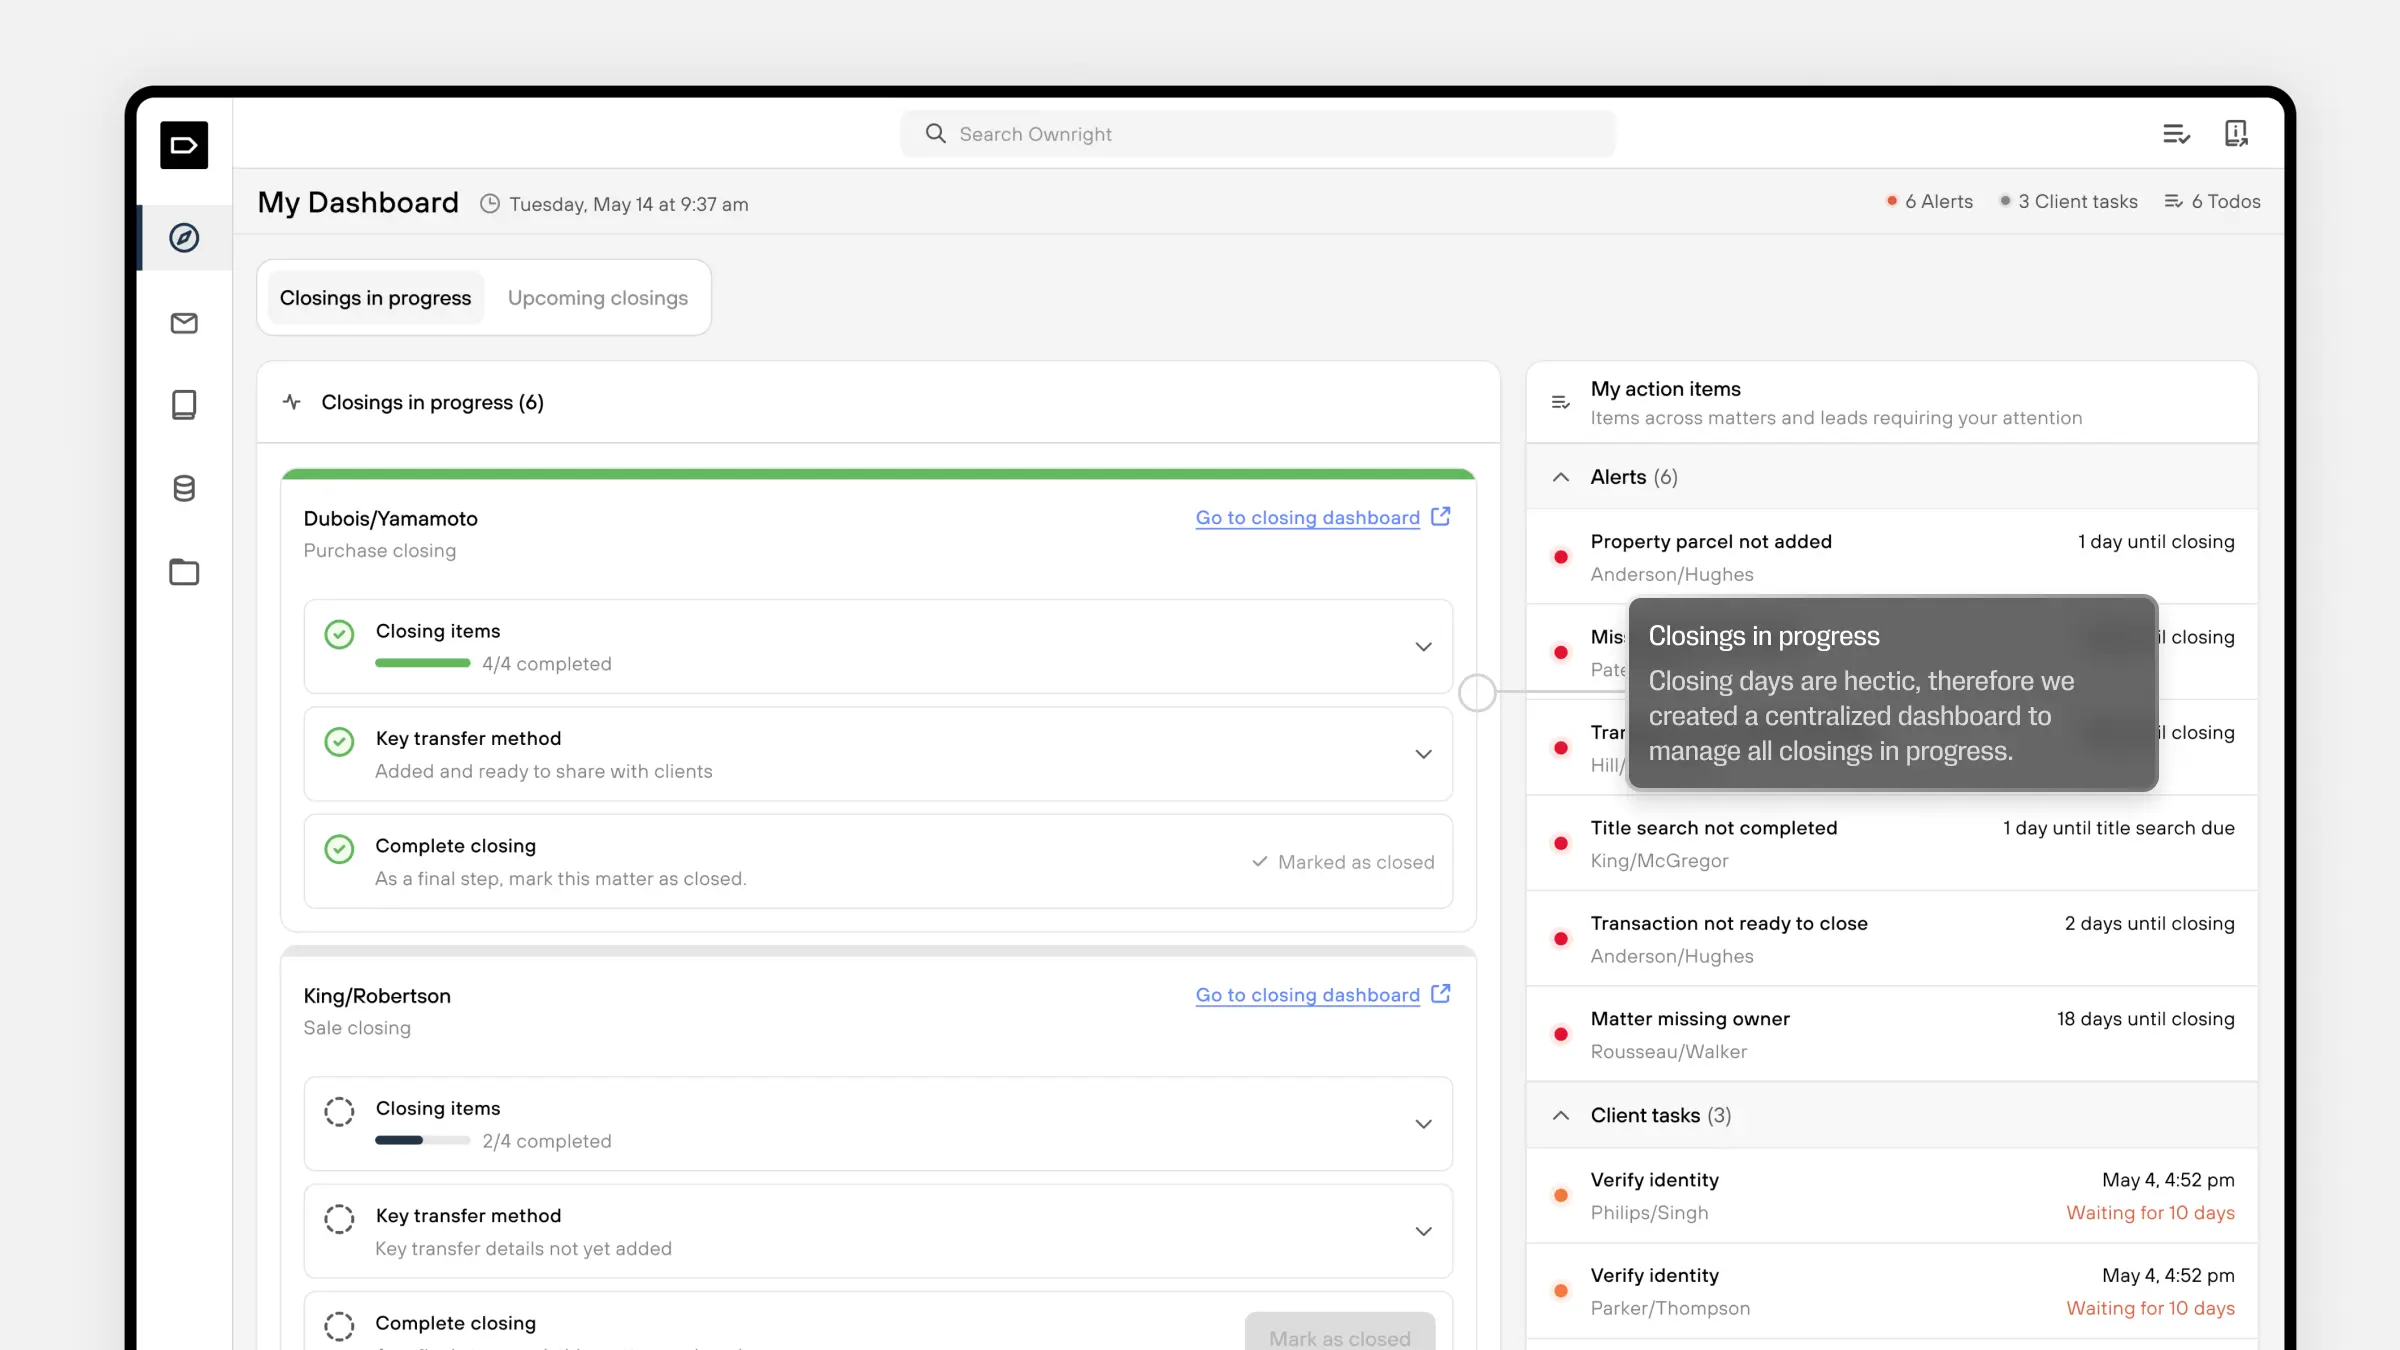 Search Ownright
My Dashboard
Tuesday, May 14 at 9:37 am
6 Alerts
3 Client tasks
6 Todos
Closings in progress
Upcoming closings
Closings in progress (6)
Dubois/Yamamoto
Go to closing dashboard
Purchase closing
Closing items
4/4 completed
Key transfer method
Added and ready to share with clients
Complete closing
As a final step, mark this matter as closed.
Marked as closed
King/Robertson
Go to closing dashboard
Sale closing
Closing items
2/4 completed
Key transfer method
Key transfer details not yet added
Complete closing
Mark as closed
My action items
Items across matters and leads requiring your attention
Alerts (6)
Property parcel not added
1 day until closing
Anderson/Hughes
closing
closing
Hill/
Closings in progress
Closing days are hectic, therefore we
created a centralized dashboard to
manage all closings in progress.
Title search not completed
1 day until title search due
King/McGregor
Transaction not ready to close
2 days until closing
Anderson/Hughes
Matter missing owner
18 days until closing
Rousseau/Walker
Client tasks (3)
Verify identity
May 4, 4:52 pm
Philips/Singh
Waiting for 10 days
Verify identity
May 4, 4:52 pm
Parker/Thompson
Waiting for 10 days